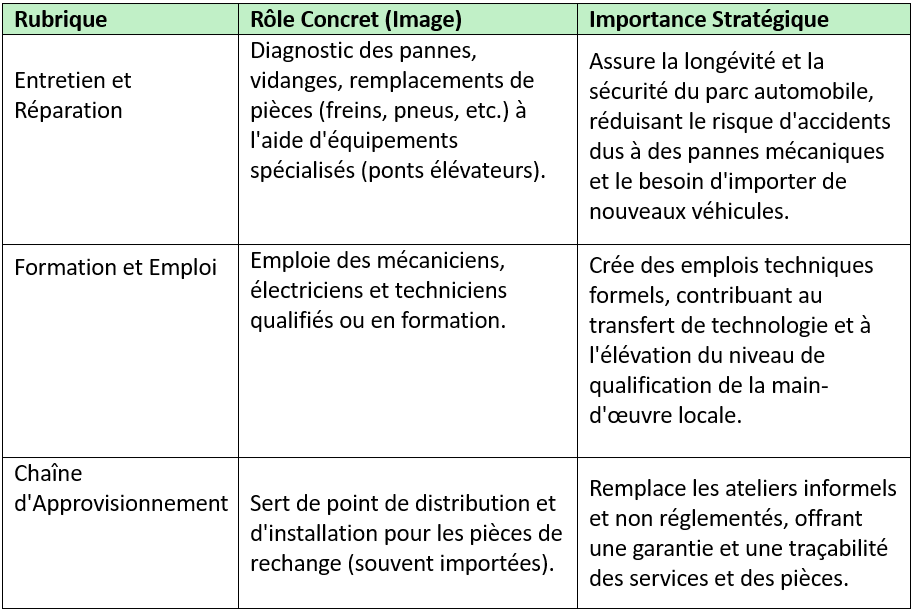 Rubrique
Rôle Concret (Image)
Importance Stratégique
Entretien et
Réparation
Diagnostic des pannes,
vidanges, remplacements de
pièces (freins, pneus, etc.) à
l'aide d'équipements
spécialisés (ponts élévateurs).
Assure la longévité et la
sécurité du parc automobile,
réduisant le risque d'accidents
dus à des pannes mécaniques
et le besoin d'importer de
nouveaux véhicules.
Formation et Emploi
Emploie des mécaniciens,
électriciens et techniciens
qualifiés ou en formation.
Crée des emplois techniques
formels, contribuant au
transfert de technologie et à
l'élévation du niveau de
qualification de la main-
d'œuvre locale.
Chaîne
d'Approvisionnement
Sert de point de distribution et
d'installation pour les pièces de
rechange (souvent importées).
Remplace les ateliers informels
et non réglementés, offrant
une garantie et une traçabilité
des services et des pièces.